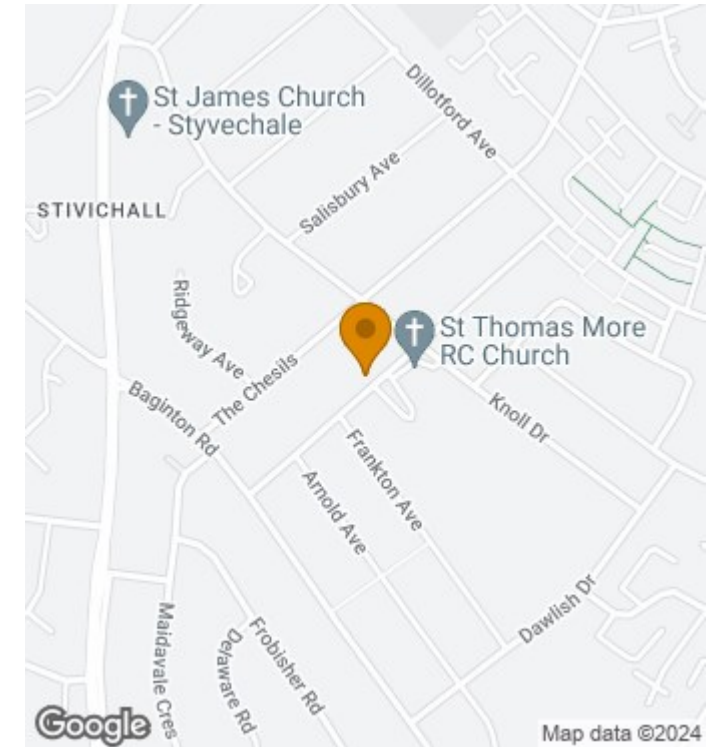 Dillotford Ave
St James Church
- Styvechale
Salisbury Ave
STIVICHALL
Ridgeway Ave
St Thomas More
RC Church
The Chesils
Baginton Rd
Knoll Dr
Frankton Ave
Arnold Ave
Dawlish Dr
Maidavale Cres
Frobisher Rd
Delaware Rd
Google
Map data ©2024